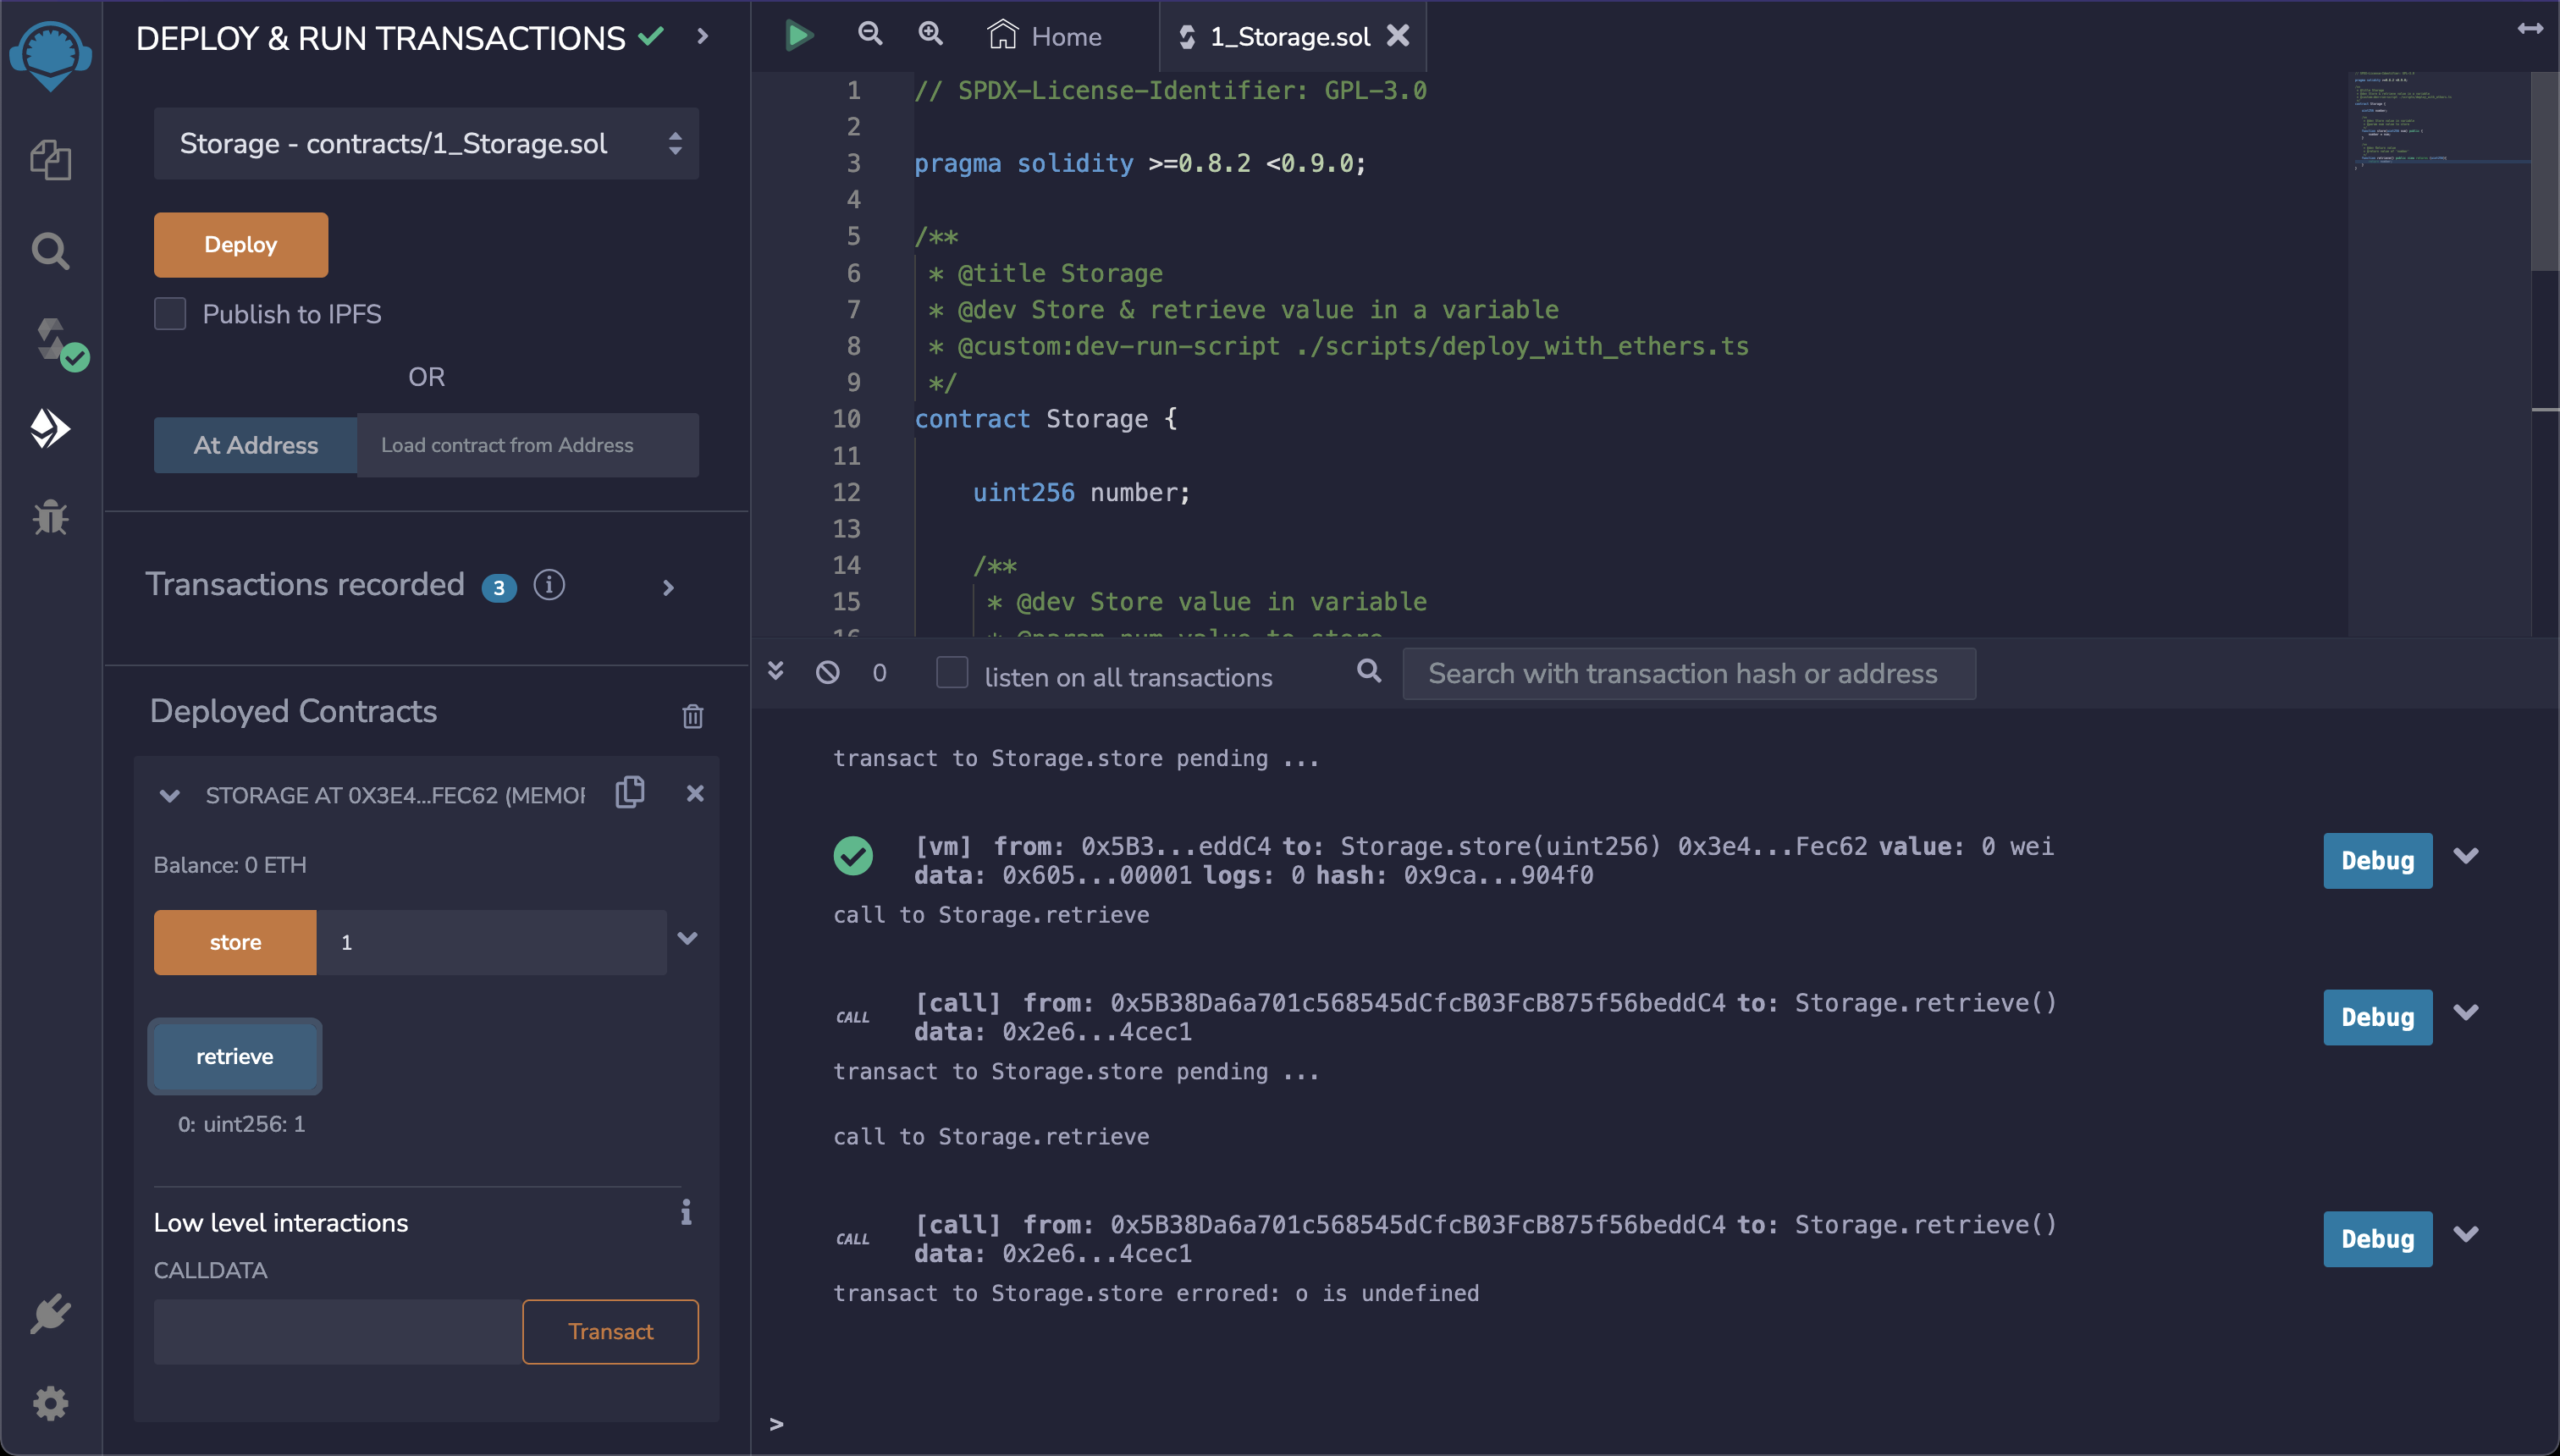 DEPLOY & RUN TRANSACTIONS
Storage - contracts/1_Storage.sol
Deploy
Publish to IPFS
OR
At Address
Load contract from Address
Transactions recorded 3
Deployed Contracts
STORAGE AT 0X3E4...FEC62 (MEMOR
Balance: 0 ETH
store
1
retrieve
0: uint256: 1
Low level interactions
CALLDATA
Transact
Home
1_Storage.sol
1 // SPDX-License-Identifier: GPL-3.0
2
3 pragma solidity >=0.8.2 <0.9.0;
4
5 /**
6 * @title Storage
7 * @dev Store & retrieve value in a variable
8 * @custom:dev-run-script ./scripts/deploy_with_ethers.ts
9 */
10 contract Storage {
11
12 uint256 number;
13
14 /**
15 * @dev Store value in variable
16 * @param num value to store
0
listen on all transactions
Search with transaction hash or address
transact to Storage.store pending ...
[vm] from: 0x5B3...eddC4 to: Storage.store(uint256) 0x3e4...Fec62 value: 0 wei
data: 0x605...00001 logs: 0 hash: 0x9ca...904f0
Debug
call to Storage.retrieve
CALL
[call] from: 0x5B38Da6a701c568545dCfcB03FcB875f56beddC4 to: Storage.retrieve()
data: 0x2e6...4cec1
Debug
transact to Storage.store pending ...
call to Storage.retrieve
CALL
[call] from: 0x5B38Da6a701c568545dCfcB03FcB875f56beddC4 to: Storage.retrieve()
data: 0x2e6...4cec1
Debug
transact to Storage.store errored: o is undefined
>